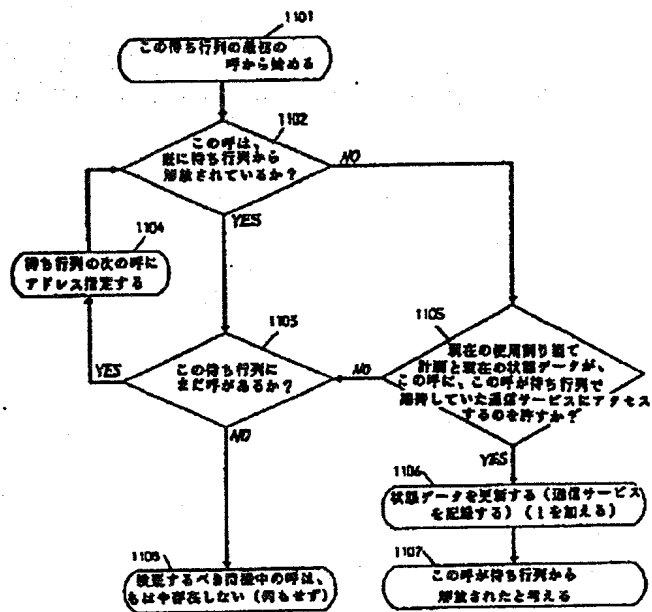 1101
この待ち行列の最初の
呼から始める
1102
この呼は、
既に待ち行列から
解放されているか?
NO
YES
1104
待ち行列の次の呼に
アドレス指定する
1103
この待ち行列に
まだ呼があるか?
YES
NO
1105
現在の使用割り当て
計画と現在の状態データが、
この呼に、この呼が待ち行列で
待していた通信サービスにアクセス
するのを許すか?
NO
YES
1106
状態データを更新する(通信サービス
を記録する)(1を加える)
1107
この呼が待ち行列から
解放されたと考える
1108
するべき待機中の呼は、
もはや存在しない(何もせず)